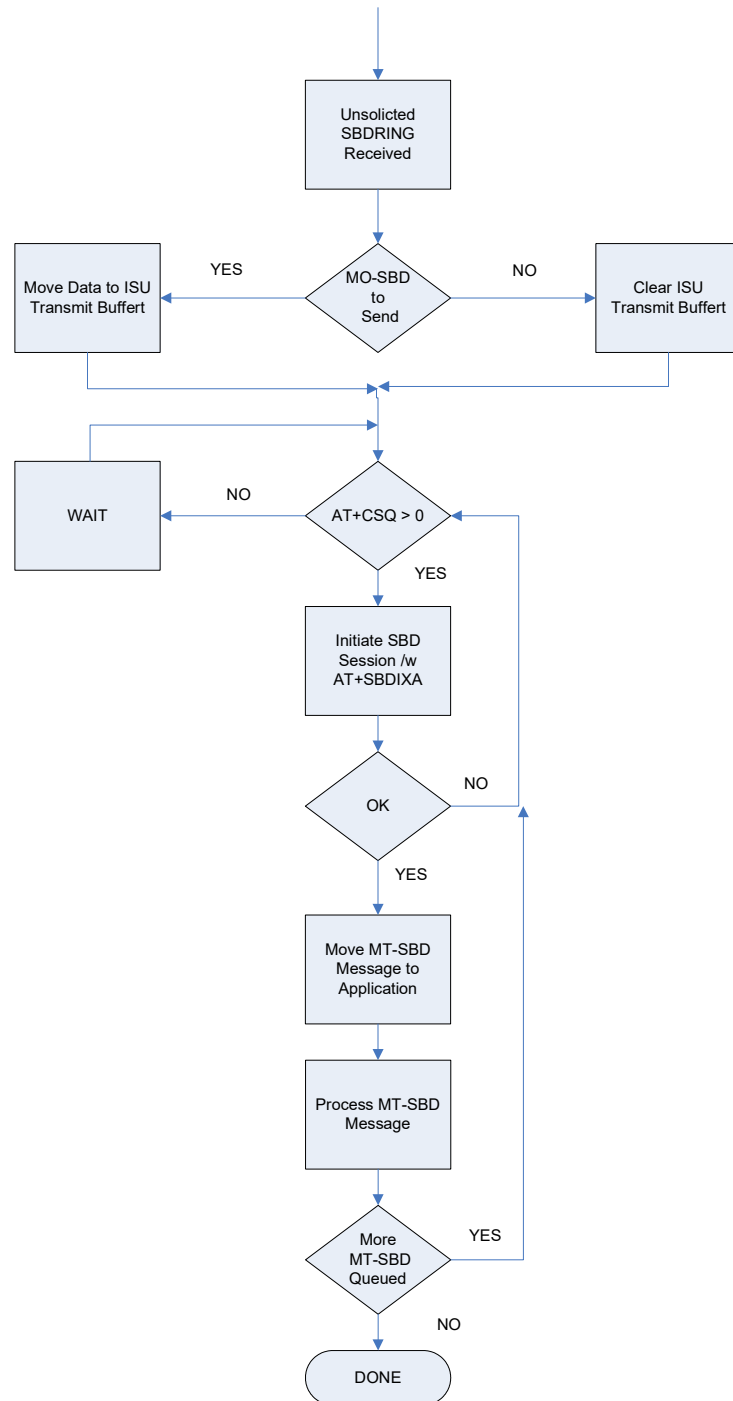 Unsolicted
SBDRING
Received
YES
MO-SBD
to
Send
NO
Move Data to ISU
Transmit Buffert
Clear ISU
Transmit Buffert
WAIT
NO
AT+CSQ > 0
YES
Initiate SBD
Session /w
AT+SBDIXA
OK
NO
YES
Move MT-SBD
Message to
Application
Process MT-SBD
Message
More
MT-SBD
Queued
YES
NO
DONE